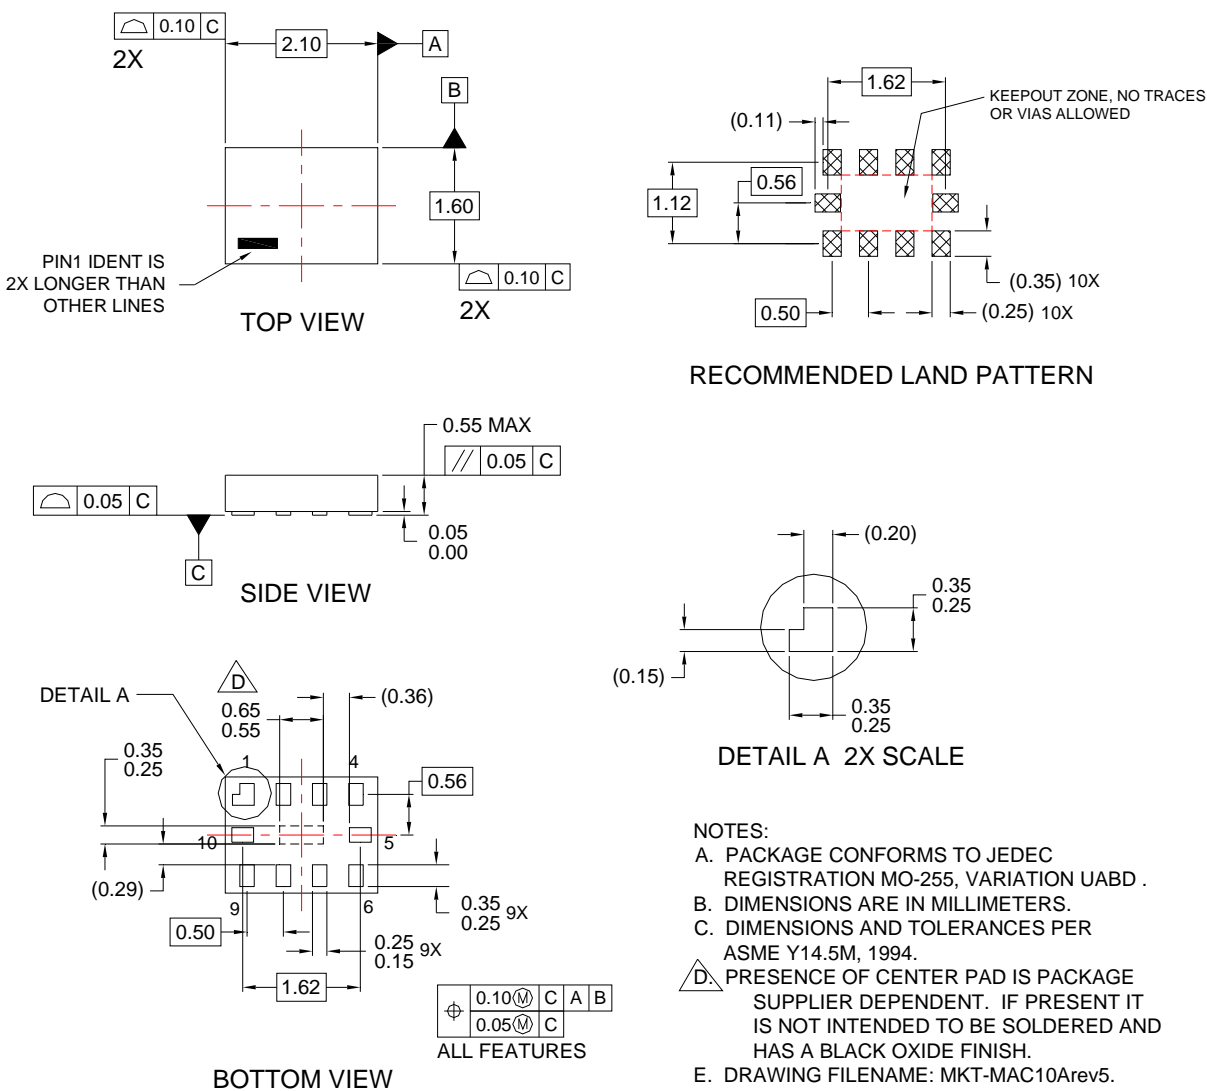 0.10 C
2X
2.10
A
B
1.60
PIN1 IDENT IS
2X LONGER THAN
OTHER LINES
0.10 C
2X
TOP VIEW
1.62
KEEPOUT ZONE, NO TRACES
OR VIAS ALLOWED
(0.11)
0.56
1.12
(0.35) 10X
0.50
(0.25) 10X
RECOMMENDED LAND PATTERN
0.55 MAX
// 0.05 C
0.05 C
0.05
0.00
C
SIDE VIEW
(0.20)
0.35
0.25
(0.15)
0.35
0.25
DETAIL A 2X SCALE
D
DETAIL A
(0.36)
0.65
0.55
0.35
0.25
1
4
0.56
10
5
(0.29)
9
6
0.35
0.25 9X
0.50
0.25
0.15 9X
1.62
0.10Ⓜ C A B
0.05Ⓜ C
ALL FEATURES
BOTTOM VIEW
NOTES:
A. PACKAGE CONFORMS TO JEDEC
REGISTRATION MO-255, VARIATION UABD .
B. DIMENSIONS ARE IN MILLIMETERS.
C. DIMENSIONS AND TOLERANCES PER
ASME Y14.5M, 1994.
D. PRESENCE OF CENTER PAD IS PACKAGE
SUPPLIER DEPENDENT. IF PRESENT IT
IS NOT INTENDED TO BE SOLDERED AND
HAS A BLACK OXIDE FINISH.
E. DRAWING FILENAME: MKT-MAC10Arev5.